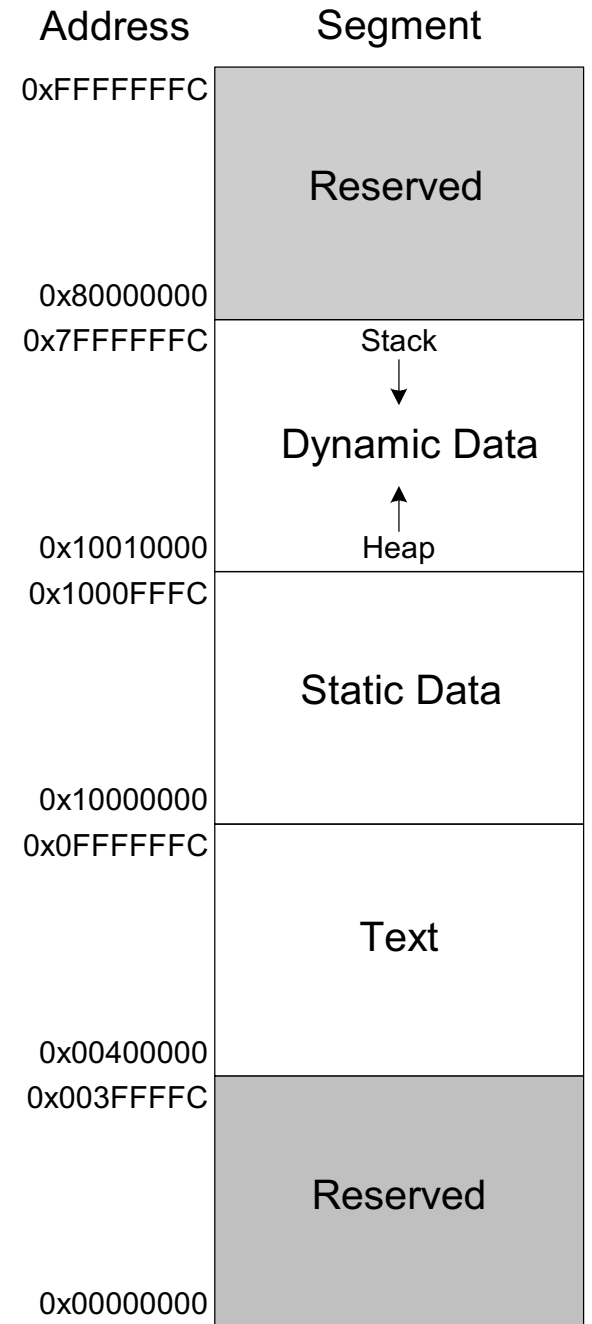 Address Segment
0xFFFFFFFC
Reserved
0x80000000
0x7FFFFFFC Stack
Dynamic Data
0x10010000 Heap
0x1000FFFC
Static Data
0x10000000
0x0FFFFFFC
Text
0x00400000
0x003FFFFC
Reserved
0x00000000